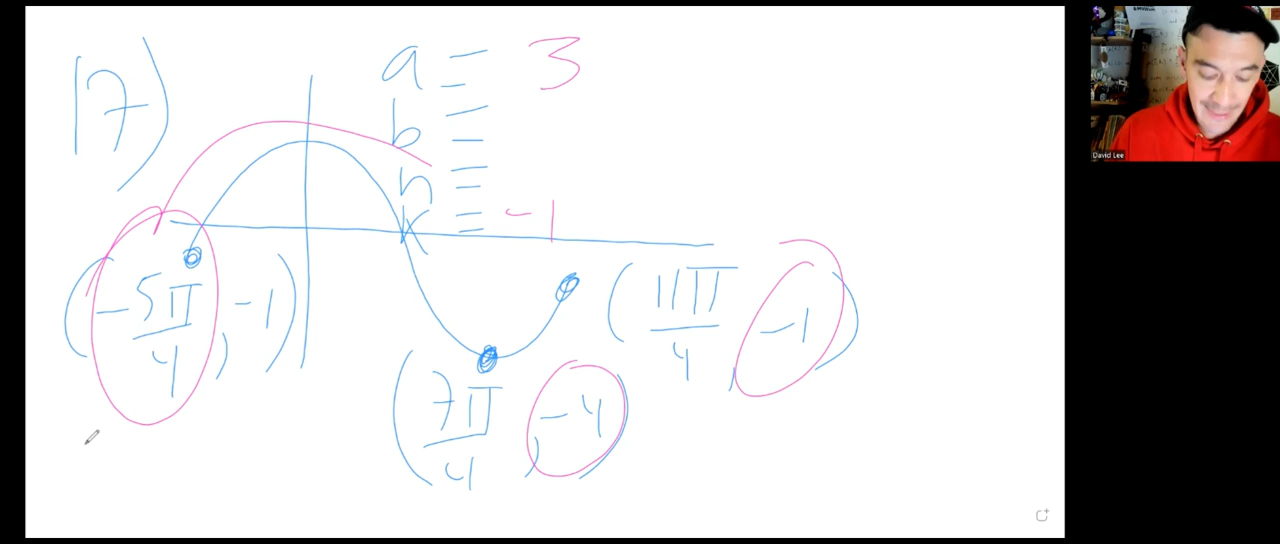 17)
a = 3
b =
h =
k = -1
(-5π/4, -1)
(11π/4, -1)
(7π/4, -4)
David Lee